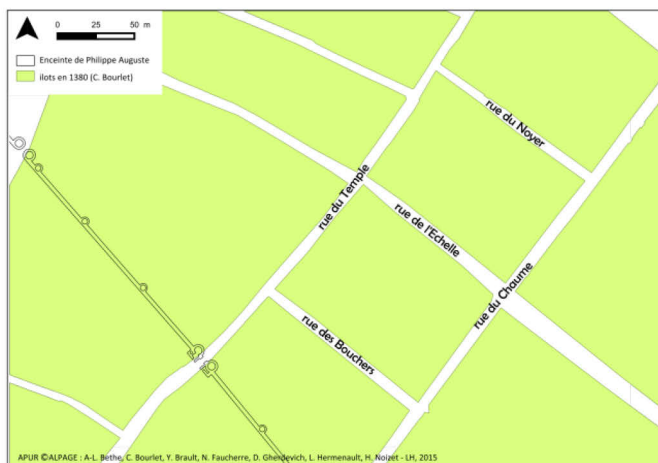 0 25 50 m
Enceinte de Philippe Auguste
îlots en 1380 (C. Bourlet)
rue du Noyer
rue du Temple
rue de l'Echelle
rue du Chaume
rue des Bouchers
APUR ©ALPAGE : A-L. Bethe, C. Bourlet, Y. Brault, N. Faucherre, D. Gherdevich, L. Hermenault, H. Noizet - LH, 2015